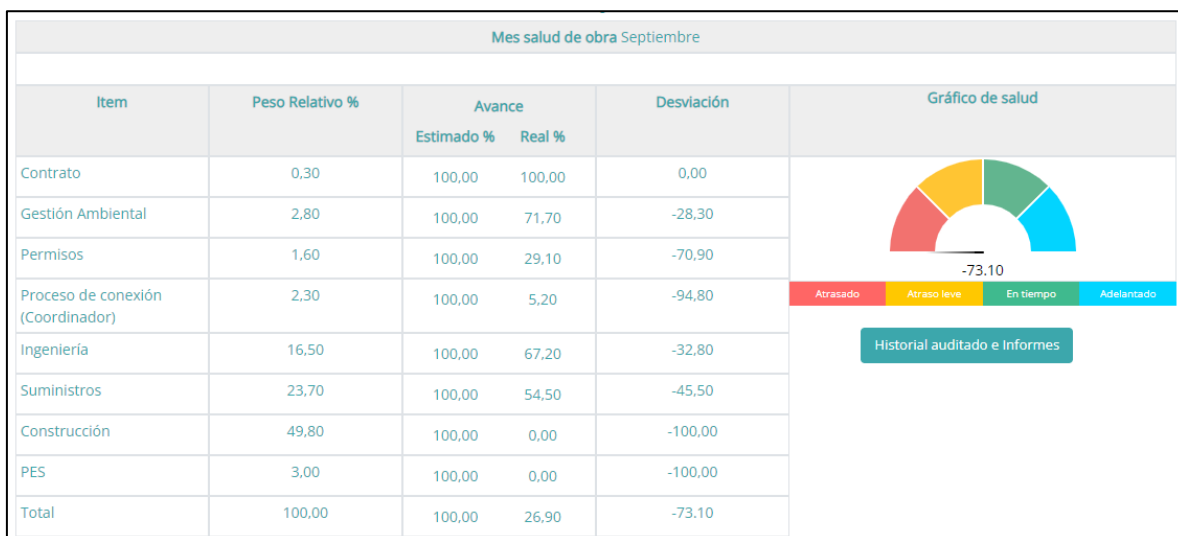 Mes salud de obra Septiembre
Item Peso Relativo % Avance Desviación Gráfico de salud
Estimado % Real %
Contrato 0,30 100,00 100,00 0,00
Gestión Ambiental 2,80 100,00 71,70 -28,30
Permisos 1,60 100,00 29,10 -70,90
Proceso de conexión
(Coordinador) 2,30 100,00 5,20 -94,80
Ingeniería 16,50 100,00 67,20 -32,80
Suministros 23,70 100,00 54,50 -45,50
Construcción 49,80 100,00 0,00 -100,00
PES 3,00 100,00 0,00 -100,00
Total 100,00 100,00 26,90 -73.10
-73.10
Atrasado Atraso leve En tiempo Adelantado
Historial auditado e Informes